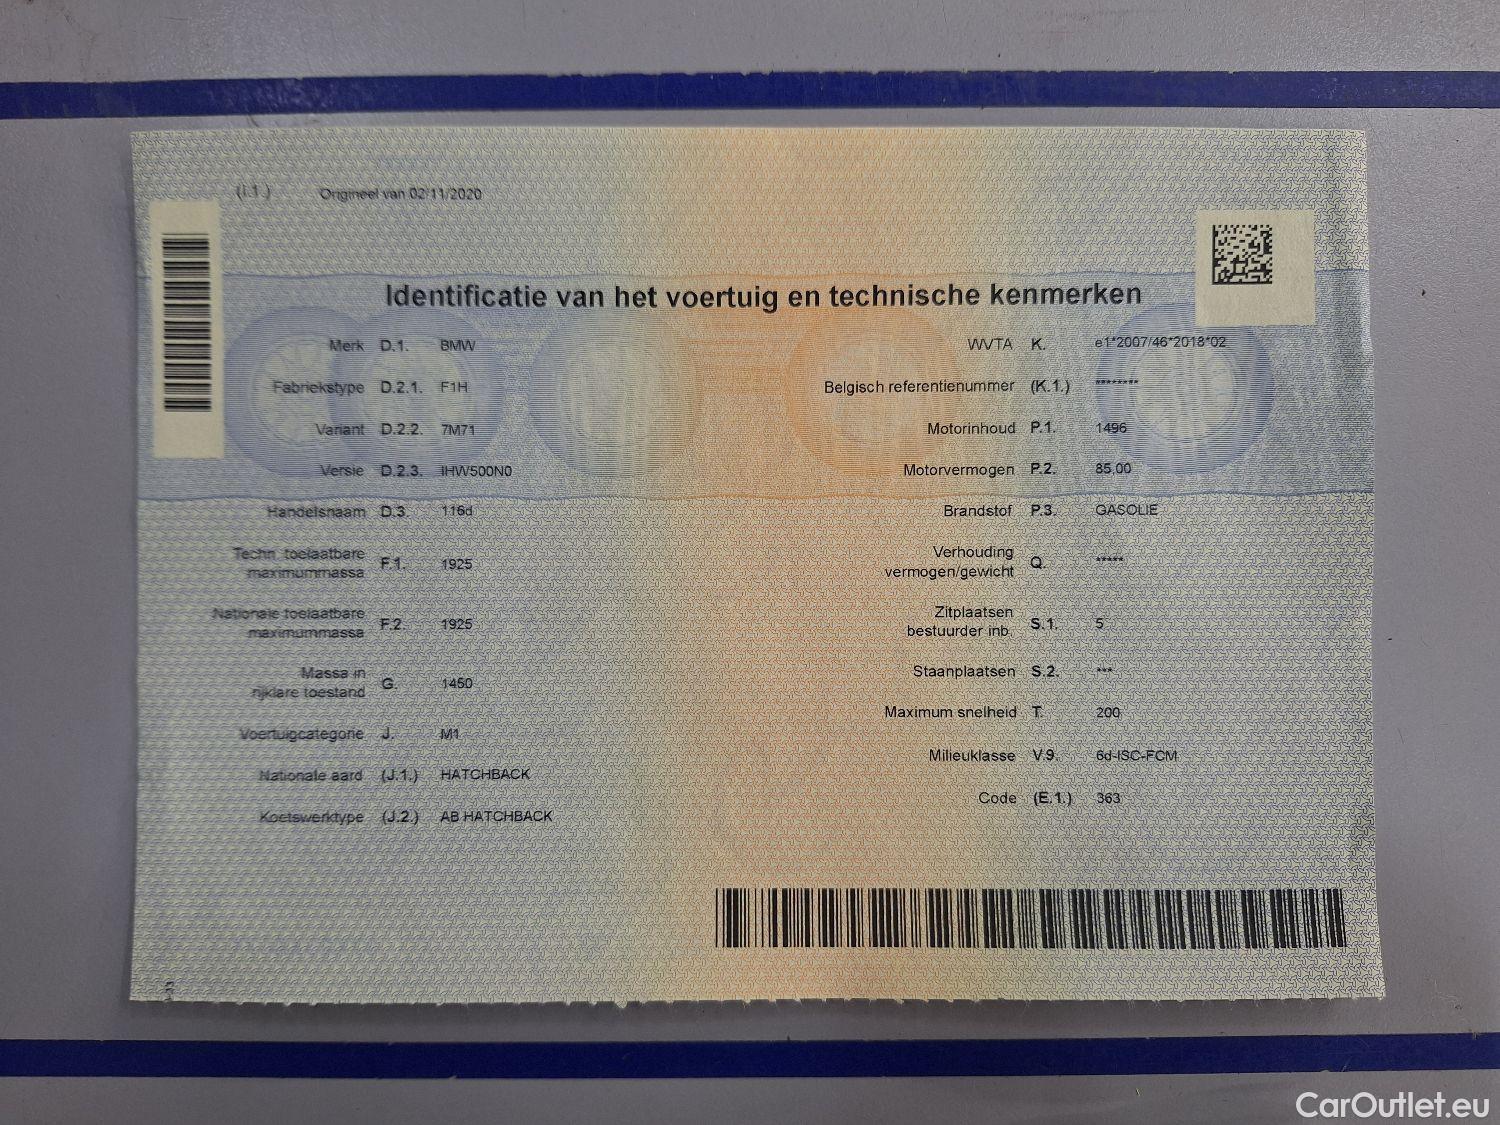 (I.1.) Origineel van 02/11/2020
Identificatie van het voertuig en technische kenmerken
Merk D.1. BMW
Fabriekstype D.2.1. F1H
Variant D.2.2. 7M71
Versie D.2.3. IHW500N0
Handelsnaam D.3. 116d
Techn. toelaatbare
maximummassa F.1. 1925
Nationale toelaatbare
maximummassa F.2. 1925
Massa in
rijklare toestand G. 1450
Voertuigcategorie J. M1
Nationale aard (J.1.) HATCHBACK
Koetswerktype (J.2.) AB HATCHBACK
WVTA K. e1*2007/46*2018*02
Belgisch referentienummer (K.1.) ********
Motorinhoud P.1. 1496
Motorvermogen P.2. 85,00
Brandstof P.3. GASOLIE
Verhouding
vermogen/gewicht Q. *****
Zitplaatsen
bestuurder inb. S.1. 5
Staanplaatsen S.2. ***
Maximum snelheid T. 200
Milieuklasse V.9. 6d-ISC-FCM
Code (E.1.) 363
CarOutlet.eu